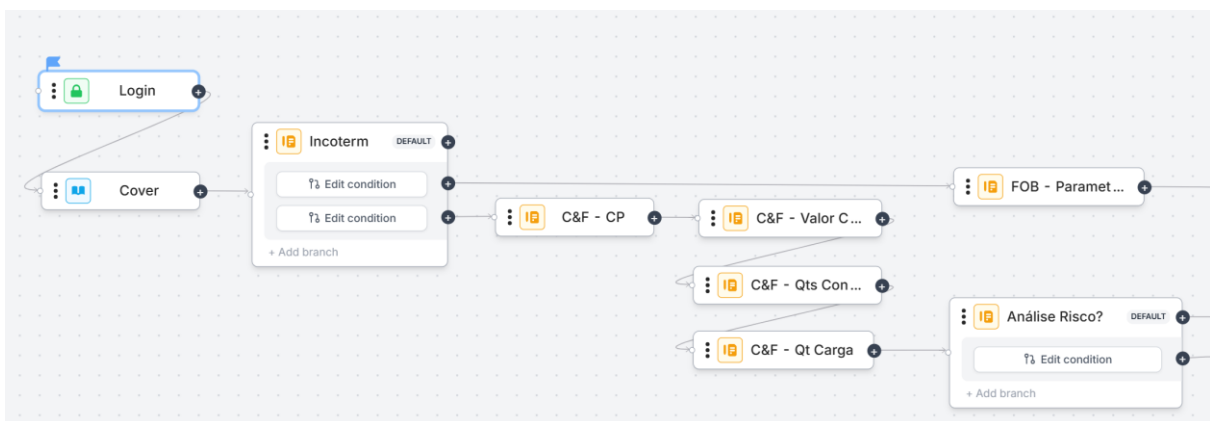 Login
Cover
Incoterm DEFAULT
Edit condition
Edit condition
+ Add branch
C&F - CP
C&F - Valor C...
C&F - Qts Con...
C&F - Qt Carga
FOB - Paramet...
Análise Risco? DEFAULT
Edit condition
+ Add branch